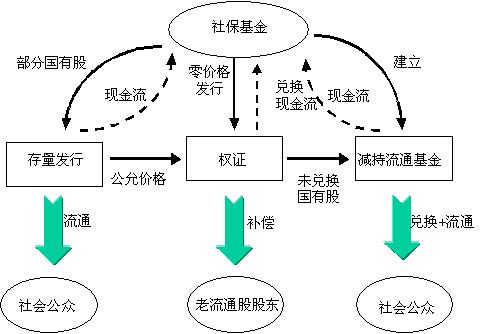 社保基金
部分国有股
现金流
零价格
发行
兑换
现金流
现金流
建立
存量发行
公允价格
权证
未兑换
国有股
减持流通基金
流通
补偿
兑换+流通
社会公众
老流通股股东
社会公众